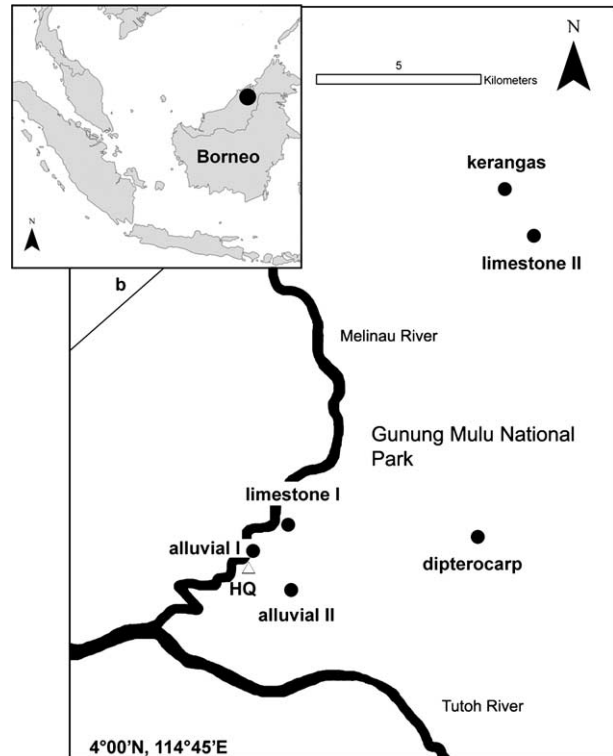 N
5
Kilometers
Borneo
N
kerangas
limestone II
b
Melinau River
Gunung Mulu National
Park
limestone I
alluvial I
dipterocarp
HQ
alluvial II
Tutoh River
4°00'N, 114°45'E